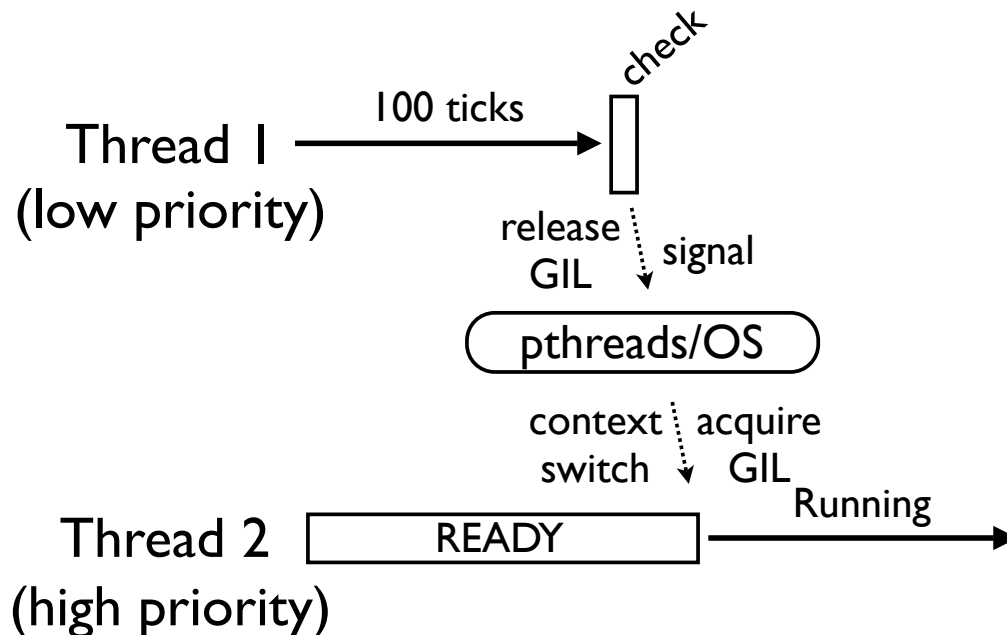 check
100 ticks
Thread 1
(low priority)
release
GIL
signal
pthreads/OS
context
switch
acquire
GIL
Running
Thread 2
(high priority)
READY